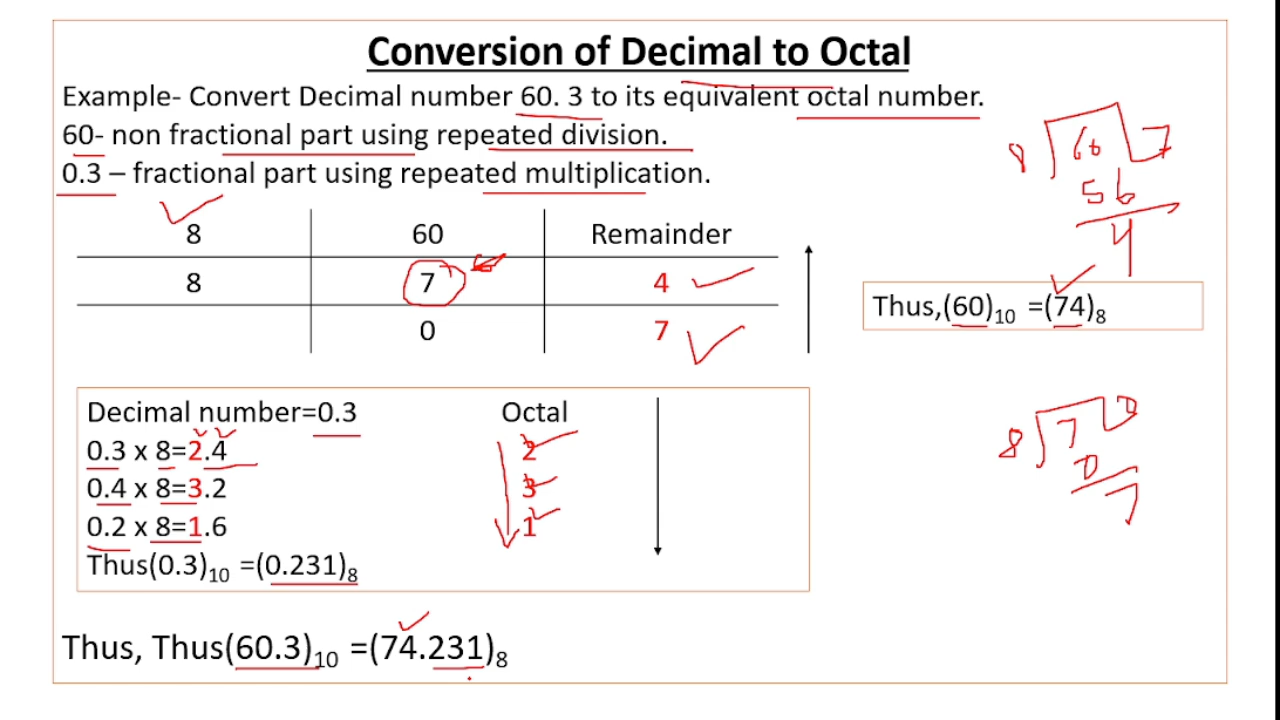 Conversion of Decimal to Octal
Example- Convert Decimal number 60. 3 to its equivalent octal number.
60- non fractional part using repeated division.
0.3 – fractional part using repeated multiplication.
8 60 Remainder
8 7 4
0 7
8 60 7
56
4
Thus,(60)₁₀ =(74)₈
Decimal number=0.3 Octal
0.3 x 8=2.4 2
0.4 x 8=3.2 3
0.2 x 8=1.6 1
Thus(0.3)₁₀ =(0.231)₈
8 7 0
0
7
Thus, Thus(60.3)₁₀ =(74.231)₈